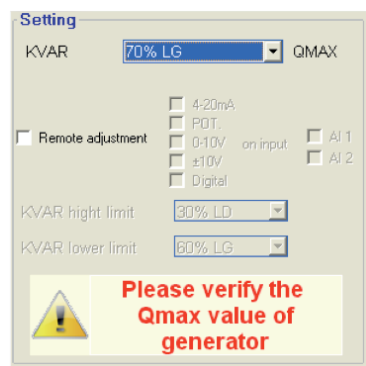 Setting
KVAR 70% LG QMAX
4-20mA
POT.
Remote adjustment 0-10V on input AI 1
±10V AI 2
Digital
KVAR hight limit 30% LD
KVAR lower limit 60% LG
Please verify the
Qmax value of
generator